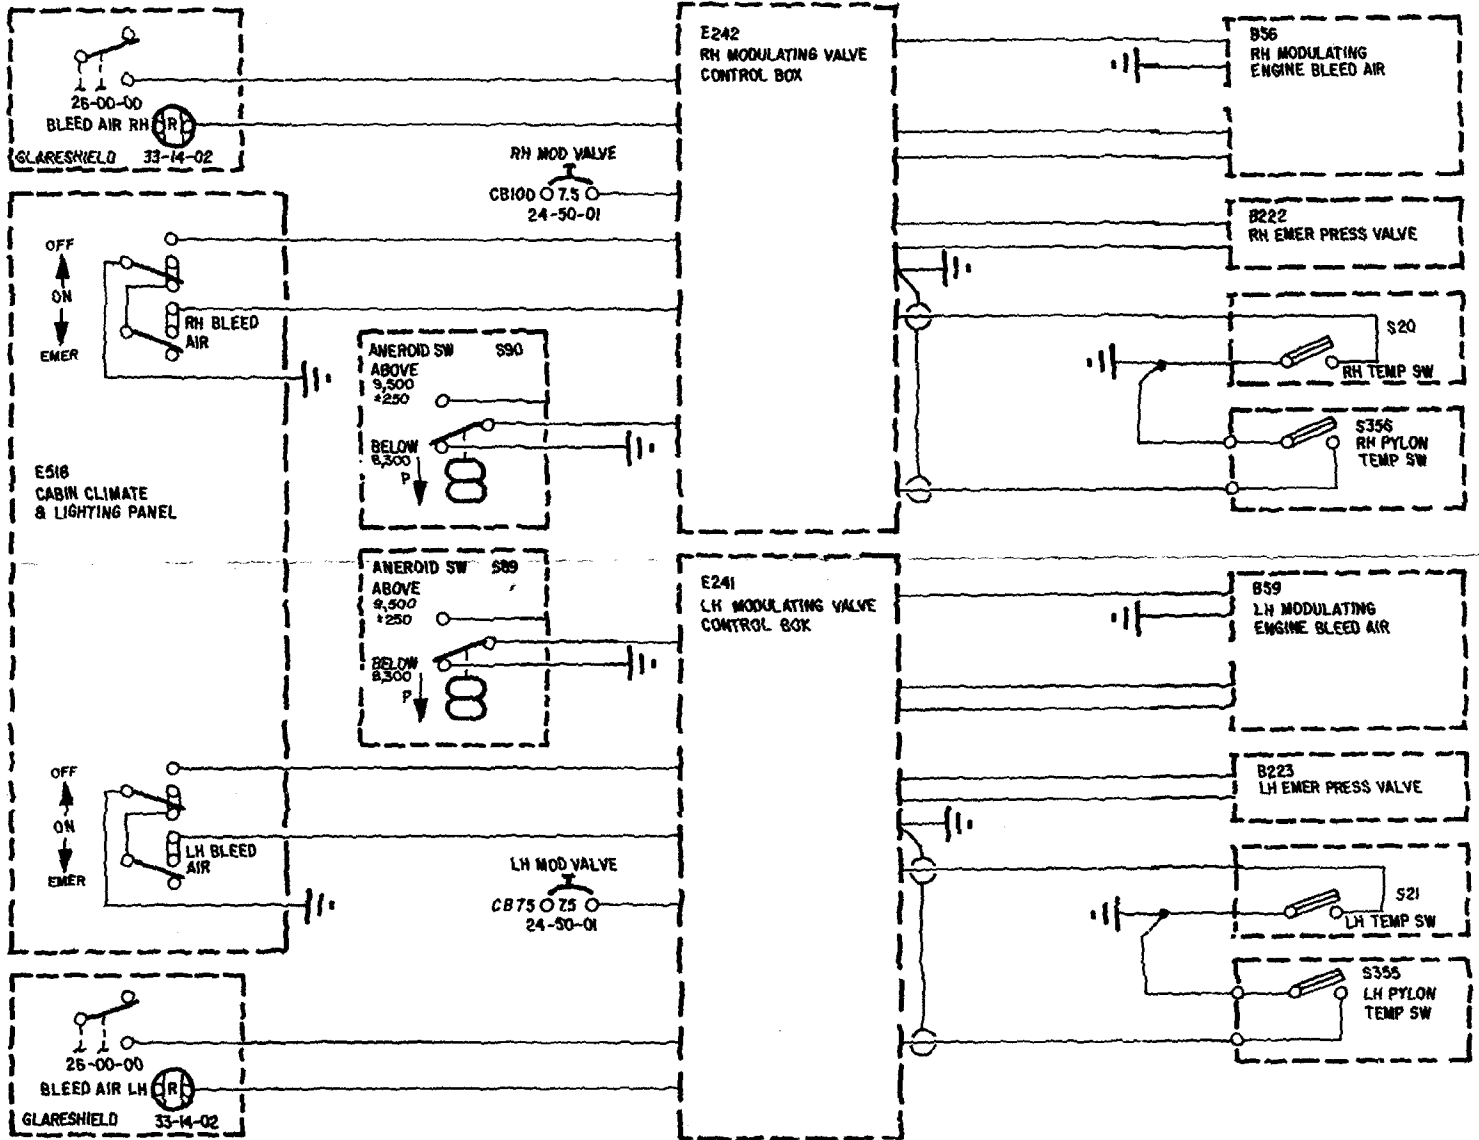 26-00-00
BLEED AIR RH R
GLARESHIELD 33-14-02
RH MOD VALVE
CB100 7.5
24-50-01
E242
RH MODULATING VALVE
CONTROL BOX
B56
RH MODULATING
ENGINE BLEED AIR
B222
RH EMER PRESS VALVE
S20
RH TEMP SW
S356
RH PYLON
TEMP SW
OFF
ON
EMER
RH BLEED
AIR
E518
CABIN CLIMATE
& LIGHTING PANEL
ANEROID SW S90
ABOVE
9,500
±250
BELOW
8,300
P
ANEROID SW S89
ABOVE
9,500
±250
BELOW
8,300
P
E241
LH MODULATING VALVE
CONTROL BOX
B59
LH MODULATING
ENGINE BLEED AIR
B223
LH EMER PRESS VALVE
S21
LH TEMP SW
S355
LH PYLON
TEMP SW
OFF
ON
EMER
LH BLEED
AIR
LH MOD VALVE
CB75 7.5
24-50-01
26-00-00
BLEED AIR LH R
GLARESHIELD 33-14-02